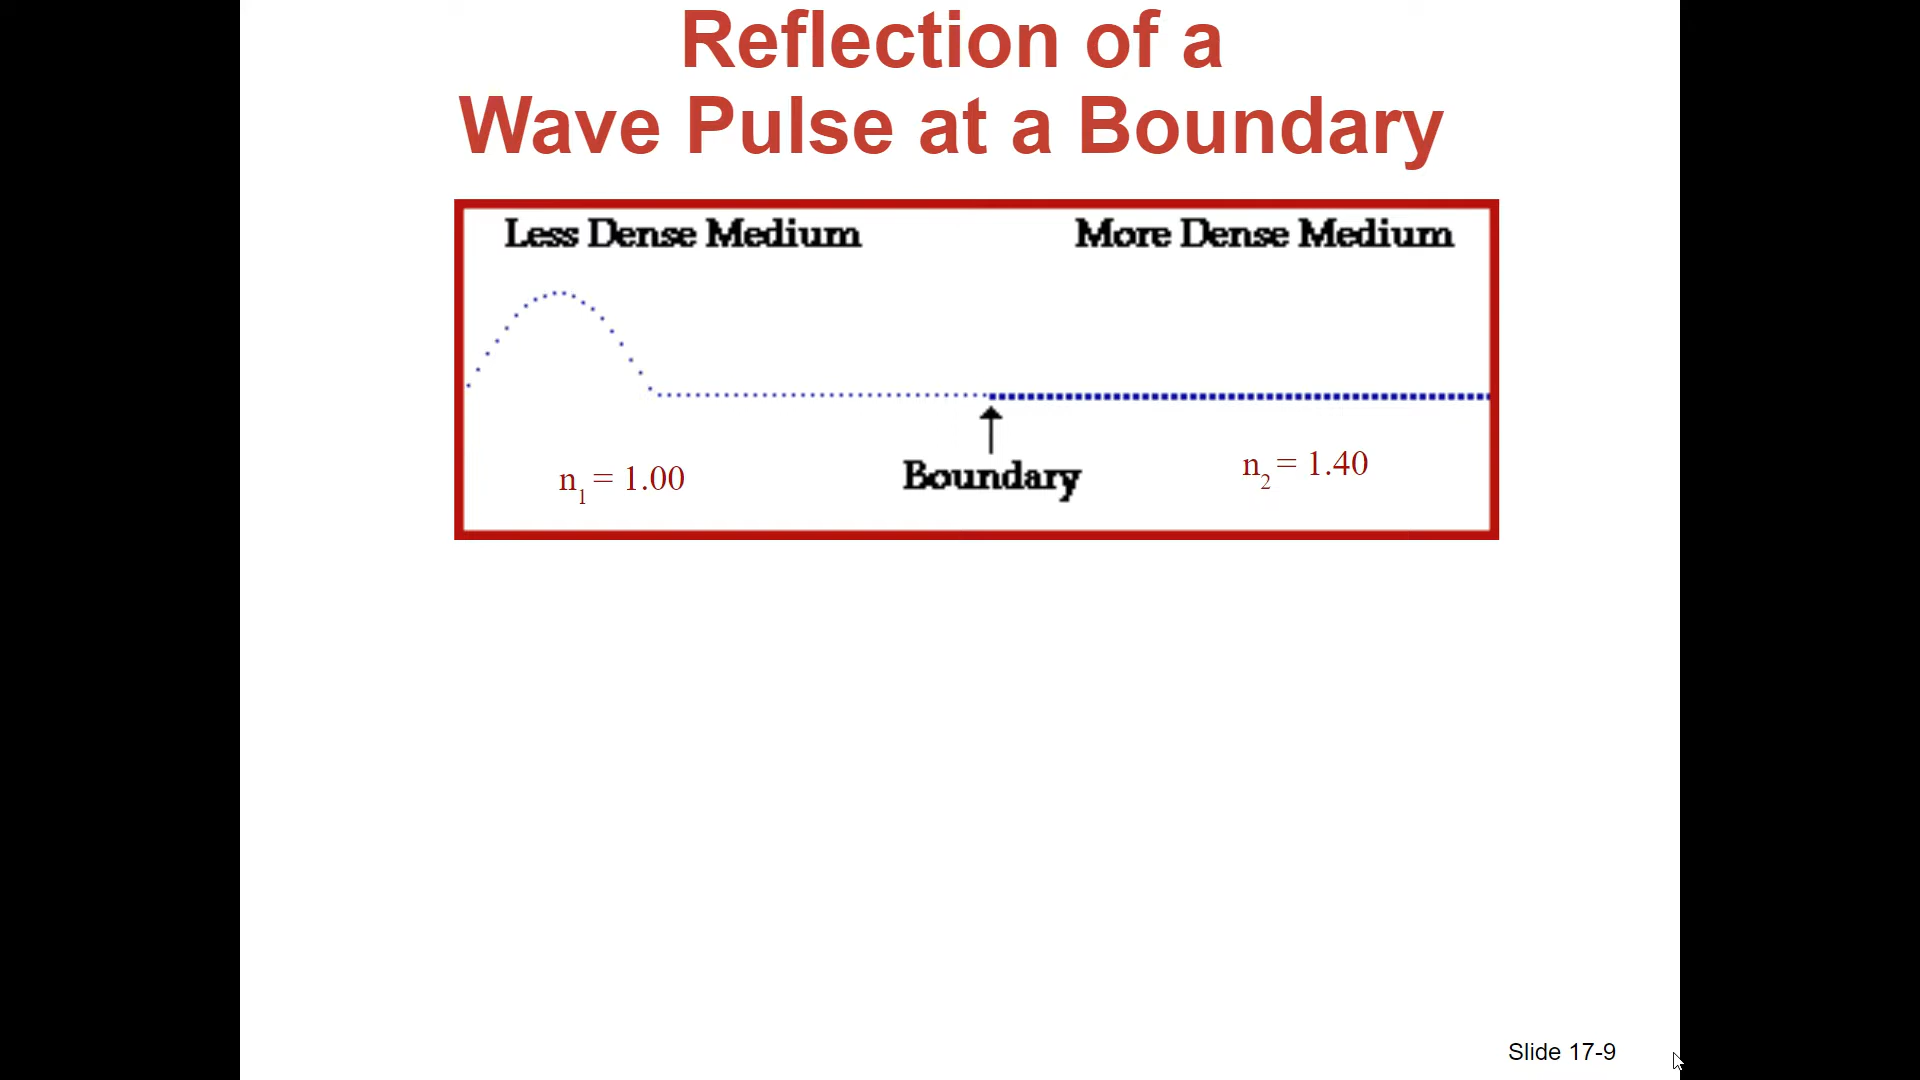 Reflection of a
Wave Pulse at a Boundary
Less Dense Medium
More Dense Medium
n1 = 1.00
Boundary
n2 = 1.40
Slide 17-9